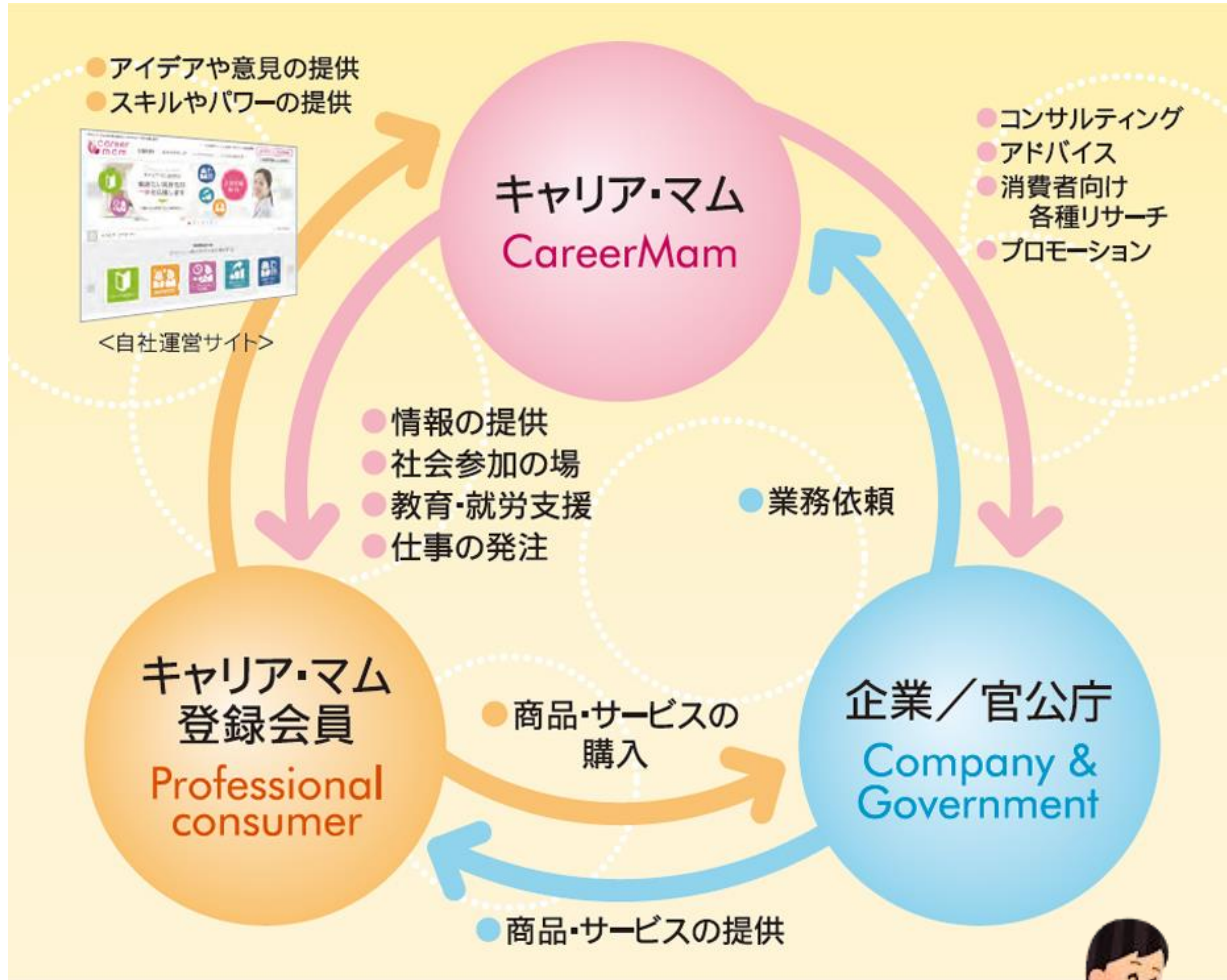 ●アイデアや意見の提供
●スキルやパワーの提供
career
mam
<自社運営サイト>
キャリア・マム
CareerMam
●コンサルティング
●アドバイス
●消費者向け
各種リサーチ
●プロモーション
●情報の提供
●社会参加の場
●教育・就労支援
●仕事の発注
●業務依頼
キャリア・マム
登録会員
Professional
consumer
●商品・サービスの
購入
企業／官公庁
Company &
Government
●商品・サービスの提供